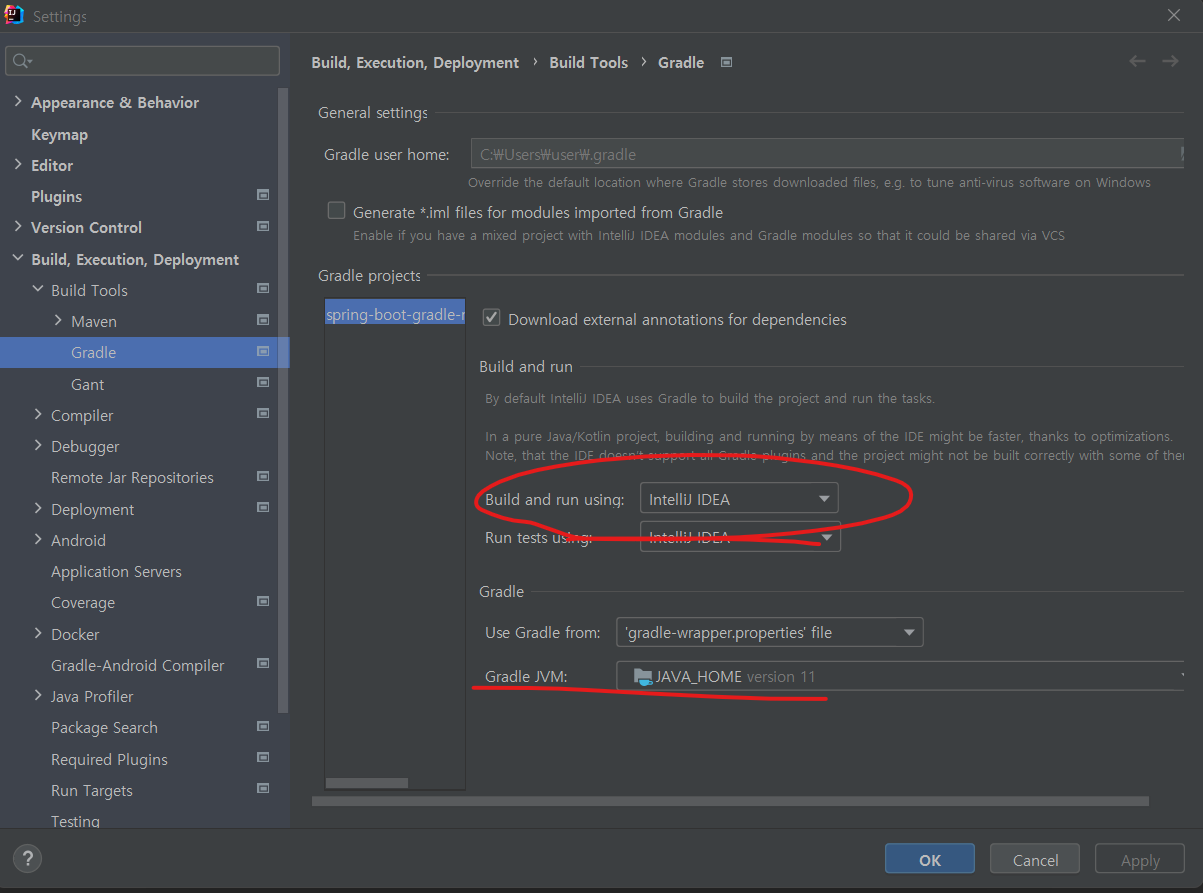 Settings
Build, Execution, Deployment › Build Tools › Gradle
Appearance & Behavior
Keymap
Editor
Plugins
Version Control
Build, Execution, Deployment
Build Tools
Maven
Gradle
Gant
Compiler
Debugger
Remote Jar Repositories
Deployment
Android
Application Servers
Coverage
Docker
Gradle-Android Compiler
Java Profiler
Package Search
Required Plugins
Run Targets
Testing
General settings
Gradle user home: C:₩Users₩user₩.gradle
Override the default location where Gradle stores downloaded files, e.g. to tune anti-virus software on Windows
Generate *.iml files for modules imported from Gradle
Enable if you have a mixed project with IntelliJ IDEA modules and Gradle modules so that it could be shared via VCS
Gradle projects
spring-boot-gradle-
Download external annotations for dependencies
Build and run
By default IntelliJ IDEA uses Gradle to build the project and run the tasks.
In a pure Java/Kotlin project, building and running by means of the IDE might be faster, thanks to optimizations.
Note, that the IDE doesn't support all Gradle plugins and the project might not be built correctly with some of
Build and run using: IntelliJ IDEA
Run tests using: IntelliJ IDEA
Gradle
Use Gradle from: 'gradle-wrapper.properties' file
Gradle JVM: JAVA_HOME version 11
?
OK
Cancel
Apply